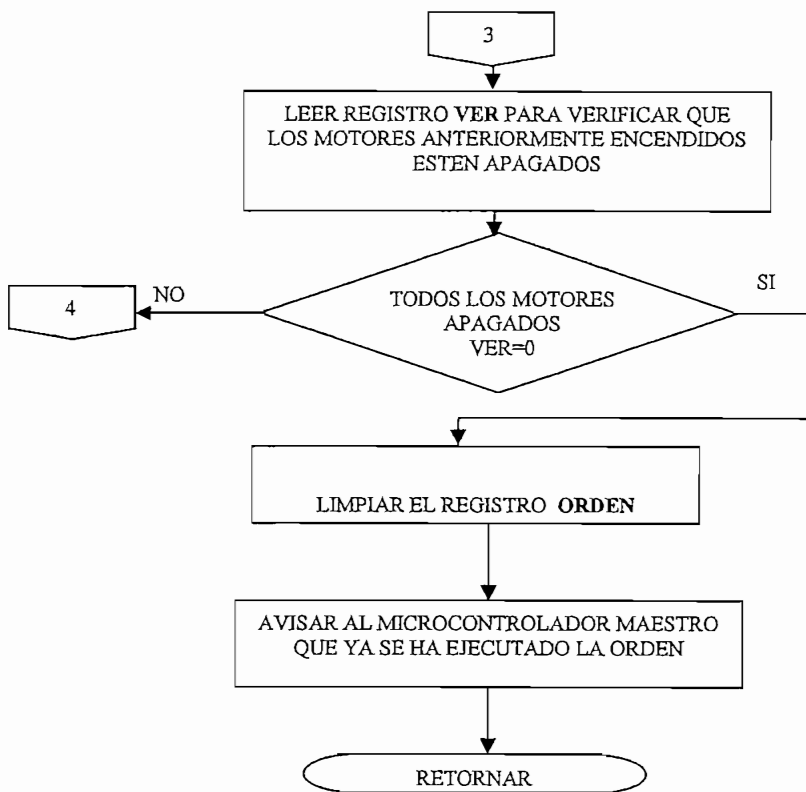 3
LEER REGISTRO VER PARA VERIFICAR QUE
LOS MOTORES ANTERIORMENTE ENCENDIDOS
ESTEN APAGADOS
TODOS LOS MOTORES
APAGADOS
VER=0
NO
4
SI
LIMPIAR EL REGISTRO ORDEN
AVISAR AL MICROCONTROLADOR MAESTRO
QUE YA SE HA EJECUTADO LA ORDEN
RETORNAR